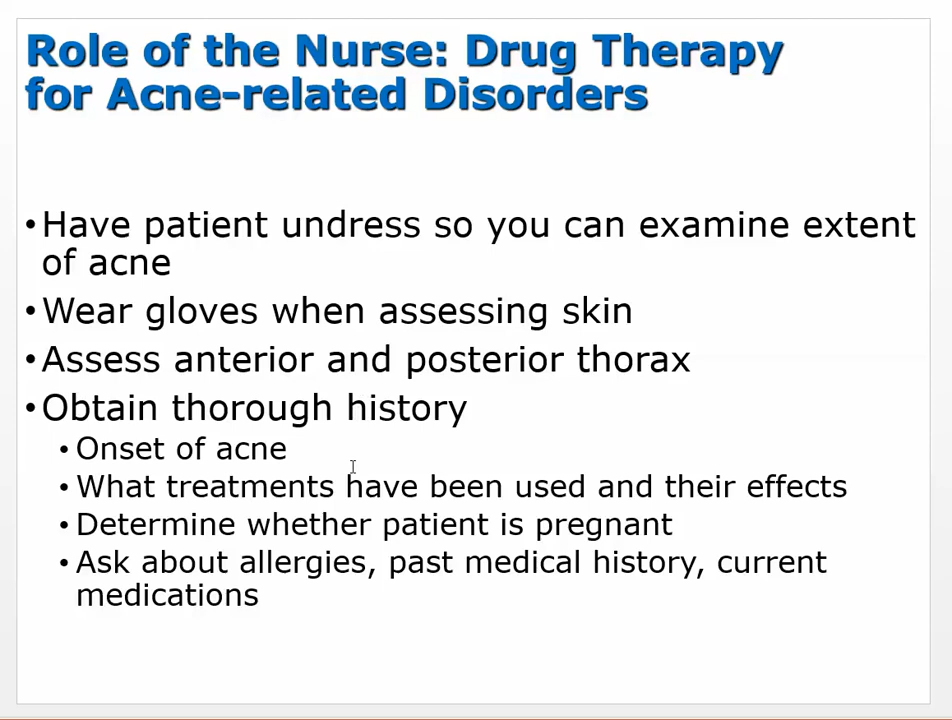 Role of the Nurse: Drug Therapy
for Acne-related Disorders
•Have patient undress so you can examine extent
of acne
•Wear gloves when assessing skin
•Assess anterior and posterior thorax
•Obtain thorough history
•Onset of acne
•What treatments have been used and their effects
•Determine whether patient is pregnant
•Ask about allergies, past medical history, current
medications